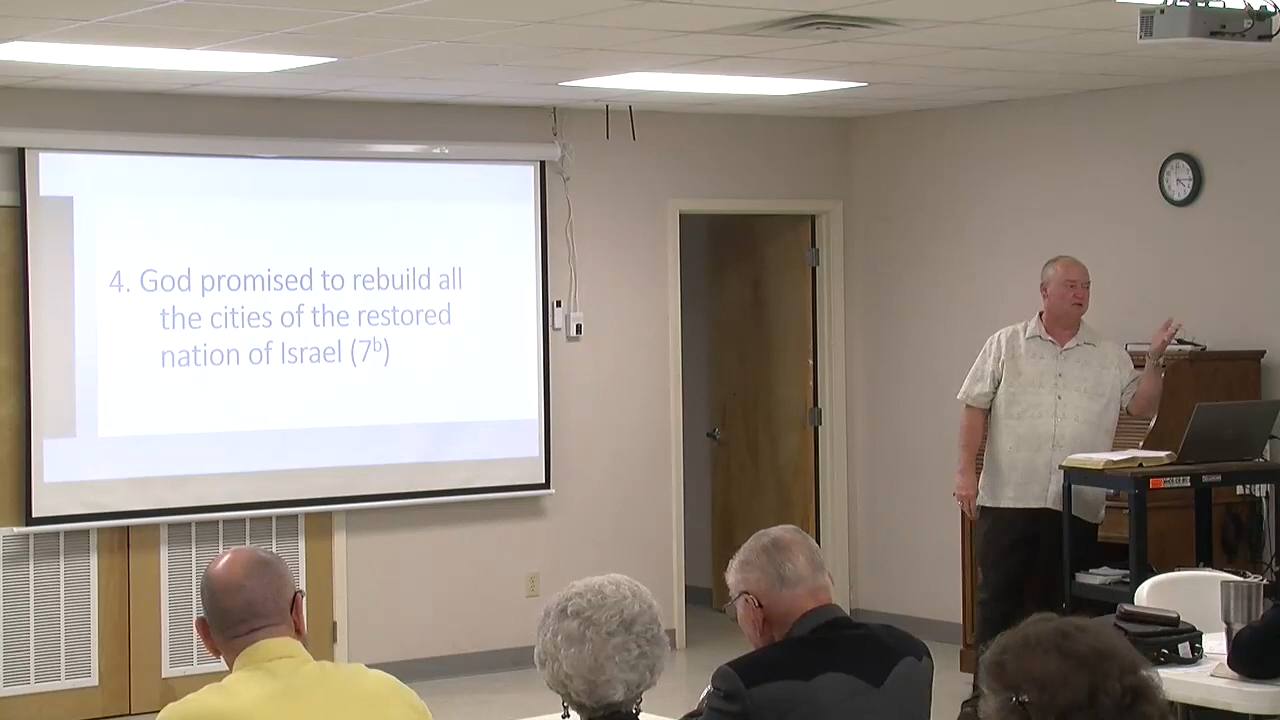 4. God promised to rebuild all
the cities of the restored
nation of Israel (7ᵇ)